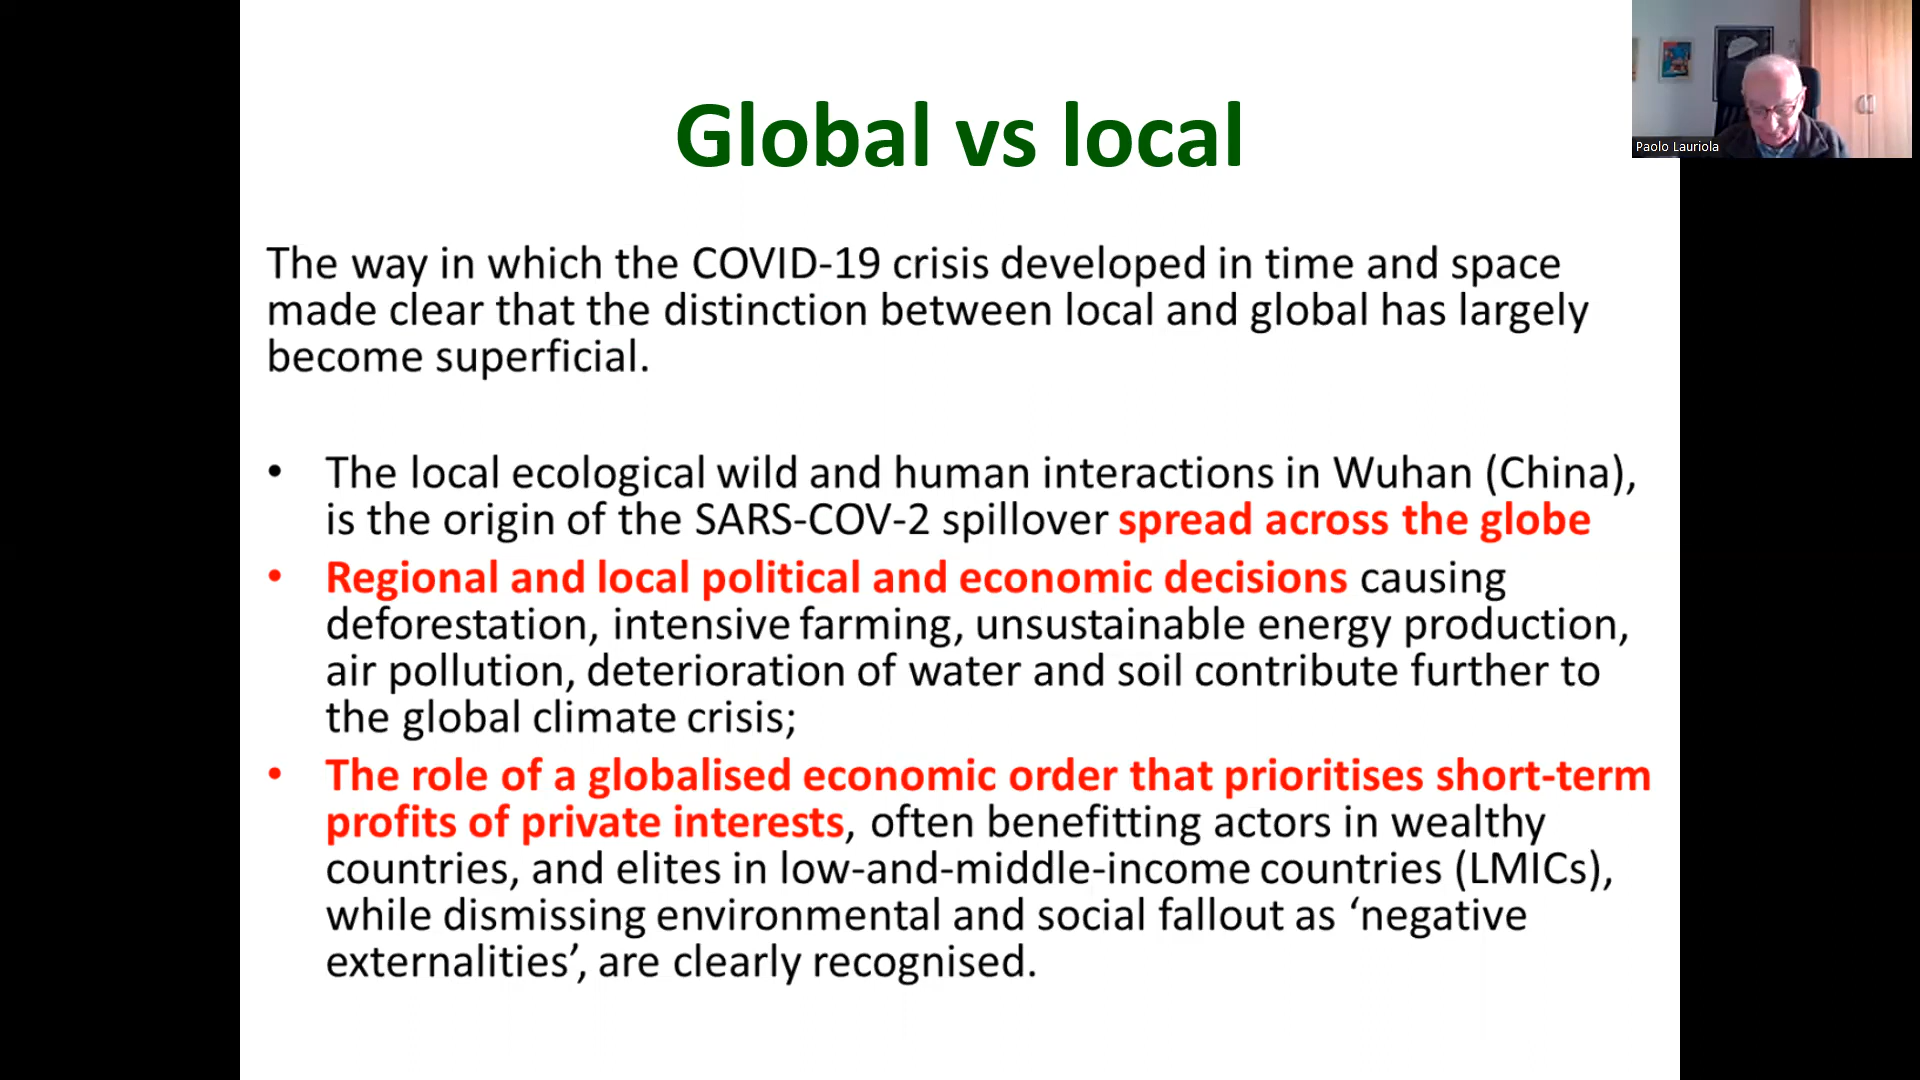 Global vs local
Paolo Lauriola
The way in which the COVID-19 crisis developed in time and space
made clear that the distinction between local and global has largely
become superficial.
• The local ecological wild and human interactions in Wuhan (China),
is the origin of the SARS-COV-2 spillover spread across the globe
• Regional and local political and economic decisions causing
deforestation, intensive farming, unsustainable energy production,
air pollution, deterioration of water and soil contribute further to
the global climate crisis;
• The role of a globalised economic order that prioritises short-term
profits of private interests, often benefitting actors in wealthy
countries, and elites in low-and-middle-income countries (LMICs),
while dismissing environmental and social fallout as ‘negative
externalities’, are clearly recognised.